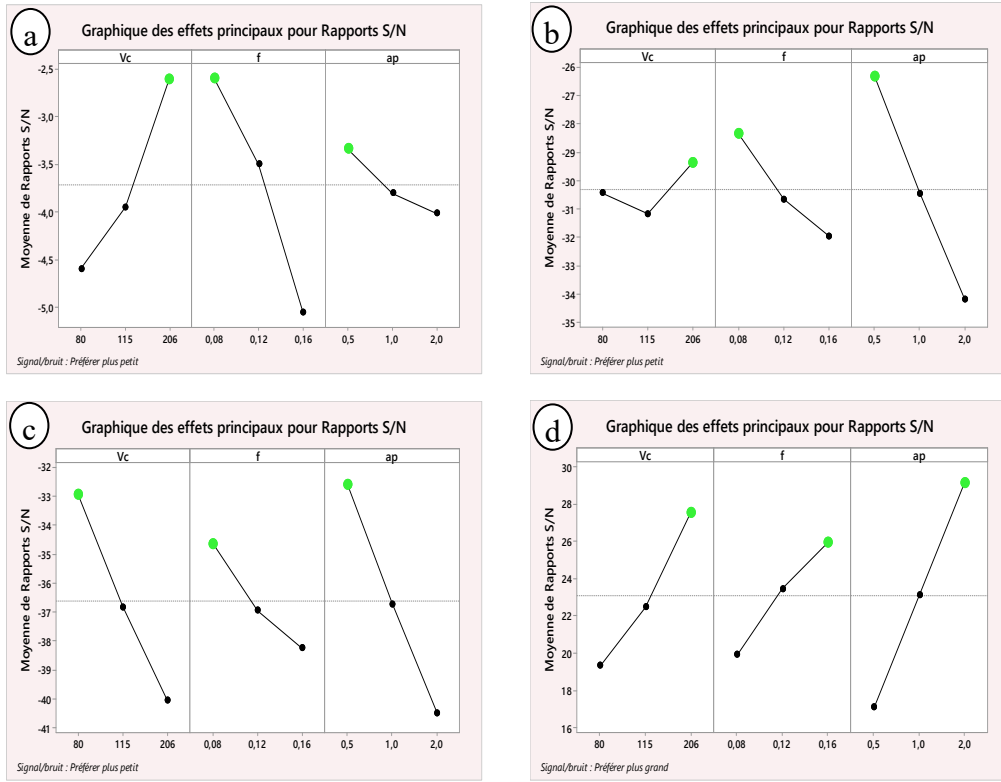 a
Graphique des effets principaux pour Rapports S/N
Vc f ap
Moyenne de Rapports S/N
-2,5
-3,0
-3,5
-4,0
-4,5
-5,0
80 115 206 0,08 0,12 0,16 0,5 1,0 2,0
Signal/bruit : Préférer plus petit
b
Graphique des effets principaux pour Rapports S/N
Vc f ap
Moyenne de Rapports S/N
-26
-27
-28
-29
-30
-31
-32
-33
-34
-35
80 115 206 0,08 0,12 0,16 0,5 1,0 2,0
Signal/bruit : Préférer plus petit
c
Graphique des effets principaux pour Rapports S/N
Vc f ap
Moyenne de Rapports S/N
-32
-33
-34
-35
-36
-37
-38
-39
-40
-41
80 115 206 0,08 0,12 0,16 0,5 1,0 2,0
Signal/bruit : Préférer plus petit
d
Graphique des effets principaux pour Rapports S/N
Vc f ap
Moyenne de Rapports S/N
30
28
26
24
22
20
18
16
80 115 206 0,08 0,12 0,16 0,5 1,0 2,0
Signal/bruit : Préférer plus grand